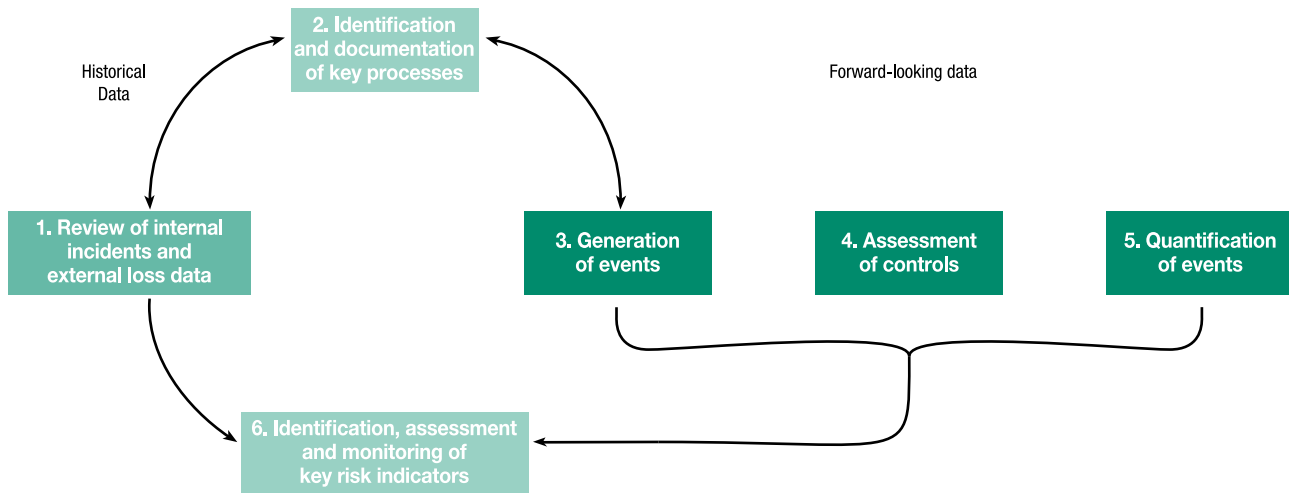 2. Identification
and documentation
of key processes
Historical
Data
Forward-looking data
1. Review of internal
incidents and
external loss data
3. Generation
of events
4. Assessment
of controls
5. Quantification
of events
6. Identification, assessment
and monitoring of
key risk indicators